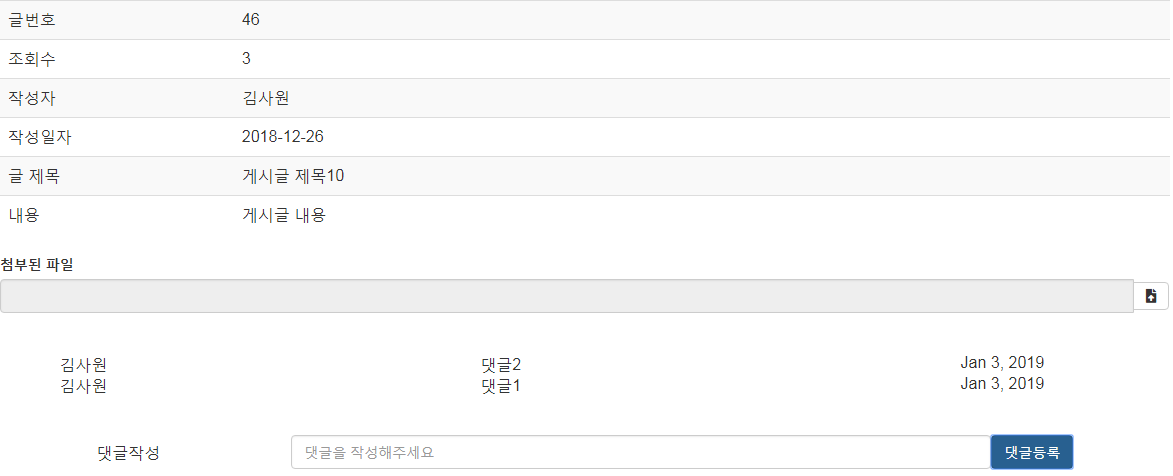 글번호 46
조회수 3
작성자 김사원
작성일자 2018-12-26
글 제목 게시글 제목10
내용 게시글 내용
첨부된 파일
김사원 댓글2 Jan 3, 2019
김사원 댓글1 Jan 3, 2019
댓글작성 댓글을 작성해주세요 댓글등록